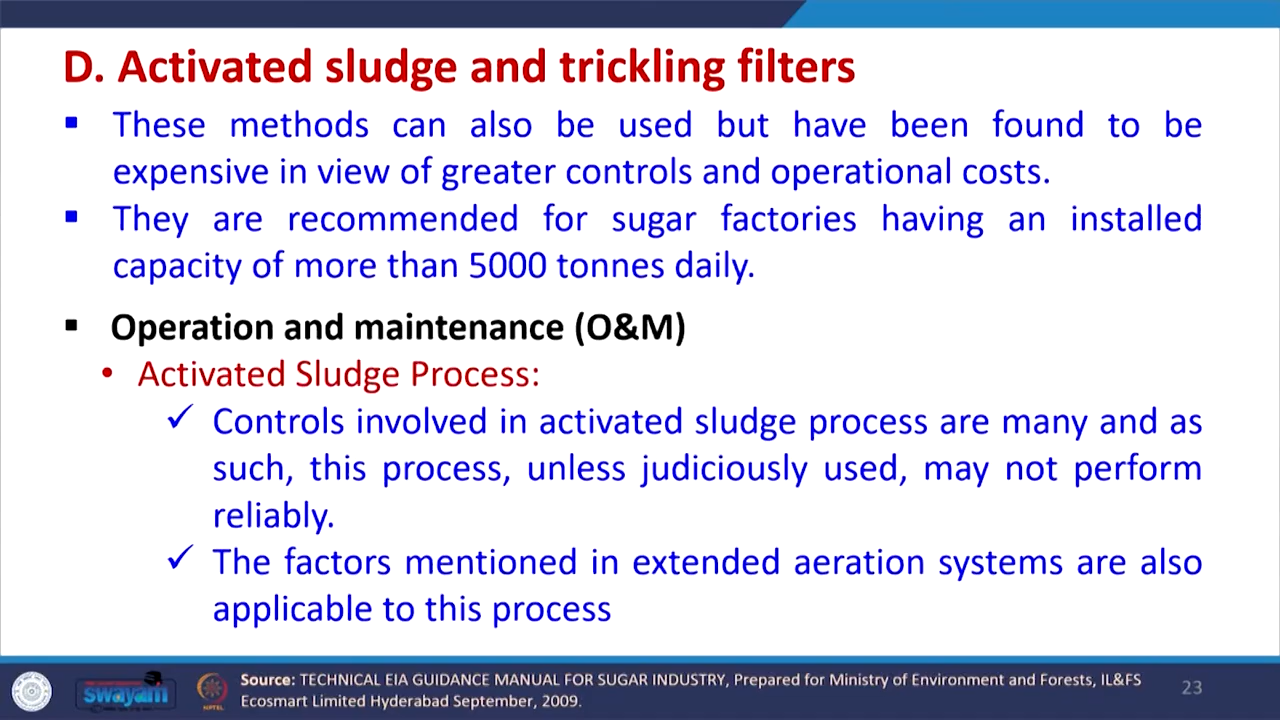 D. Activated sludge and trickling filters
▪ These methods can also be used but have been found to be
expensive in view of greater controls and operational costs.
▪ They are recommended for sugar factories having an installed
capacity of more than 5000 tonnes daily.
▪ Operation and maintenance (O&M)
• Activated Sludge Process:
✓ Controls involved in activated sludge process are many and as
such, this process, unless judiciously used, may not perform
reliably.
✓ The factors mentioned in extended aeration systems are also
applicable to this process
swayam
NPTEL
Source: TECHNICAL EIA GUIDANCE MANUAL FOR SUGAR INDUSTRY, Prepared for Ministry of Environment and Forests, IL&FS
Ecosmart Limited Hyderabad September, 2009.
23